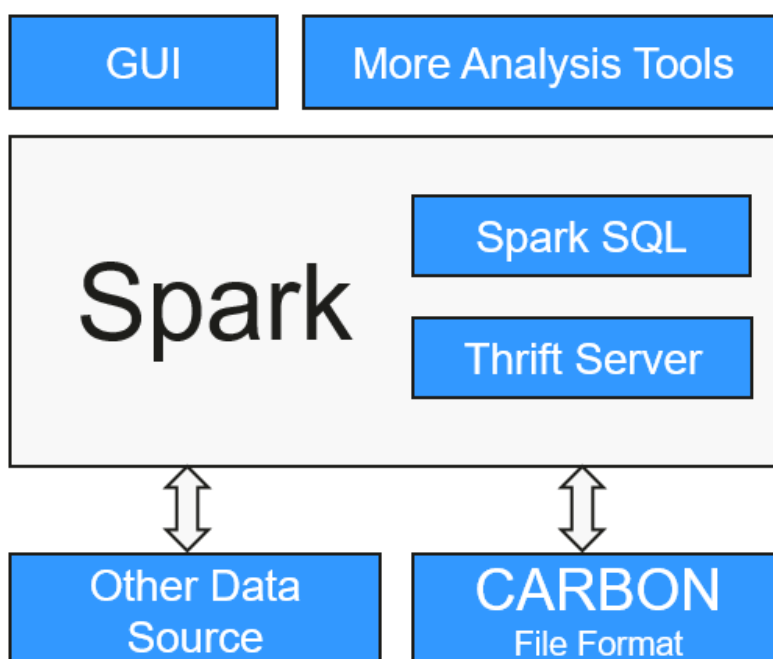 GUI
More Analysis Tools
Spark
Spark SQL
Thrift Server
Other Data
Source
CARBON
File Format